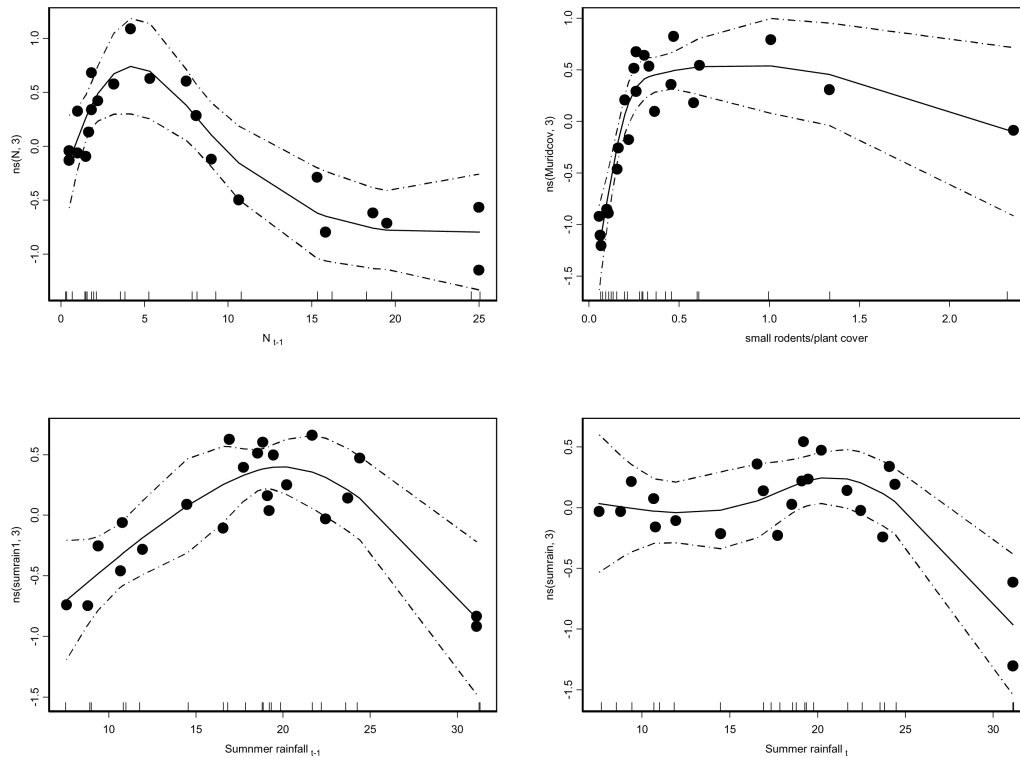 ns(N, 3)
1.0
0.5
0.0
-0.5
-1.0
0 5 10 15 20 25
N t-1
ns(Muridcov, 3)
1.0
0.5
0.0
-0.5
-1.0
-1.5
0.0 0.5 1.0 1.5 2.0
small rodents/plant cover
ns(sumrain1, 3)
0.5
0.0
-0.5
-1.0
-1.5
10 15 20 25 30
Sumnmer rainfall t-1
ns(sumrain, 3)
0.5
0.0
-0.5
-1.0
-1.5
10 15 20 25 30
Summer rainfall t